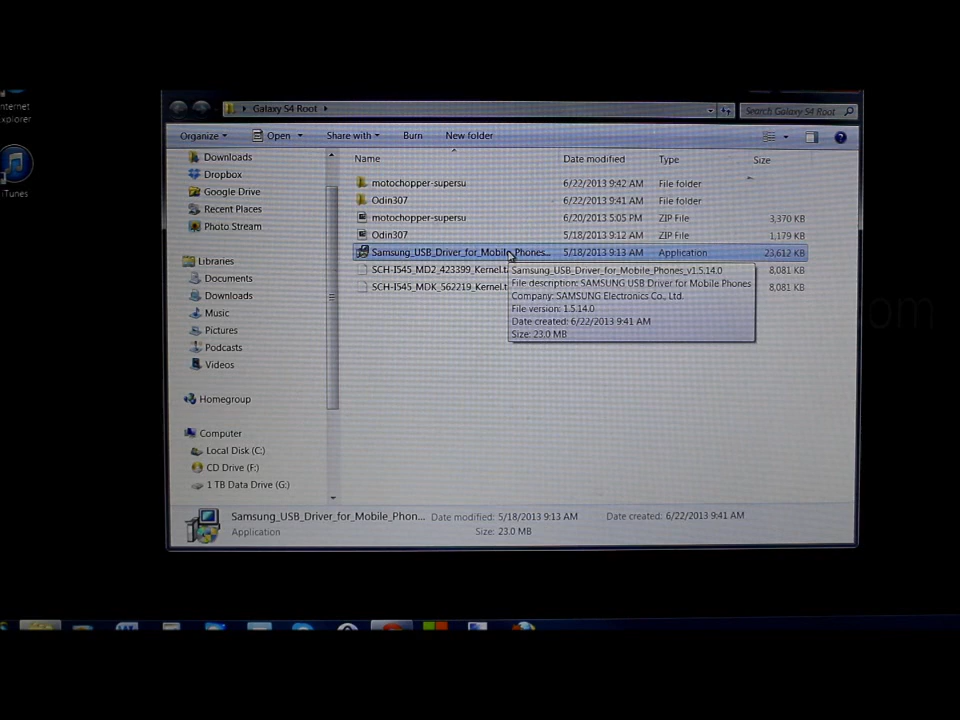 nternet
xplorer
iTunes
Galaxy S4 Root
Search Galaxy S4 Root
Organize Open Share with Burn New folder
Downloads
Dropbox
Google Drive
Recent Places
Photo Stream
Libraries
Documents
Downloads
Music
Pictures
Podcasts
Videos
Homegroup
Computer
Local Disk (C:)
CD Drive (F:)
1 TB Data Drive (G:)
Name Date modified Type Size
motochopper-supersu 6/22/2013 9:42 AM File folder
Odin307 6/22/2013 9:41 AM File folder
motochopper-supersu 6/20/2013 5:05 PM ZIP File 3,370 KB
Odin307 5/18/2013 9:12 AM ZIP File 1,179 KB
Samsung_USB_Driver_for_Mobile_Phones... 5/18/2013 9:13 AM Application 23,612 KB
SCH-I545_MD2_423399_Kernel.t 8,081 KB
SCH-I545_MDK_562219_Kernel.t 8,081 KB
Samsung_USB_Driver_for_Mobile_Phones_v1.5.14.0
File description: SAMSUNG USB Driver for Mobile Phones
Company: SAMSUNG Electronics Co., Ltd.
File version: 1.5.14.0
Date created: 6/22/2013 9:41 AM
Size: 23.0 MB
om
Samsung_USB_Driver_for_Mobile_Phon... Date modified: 5/18/2013 9:13 AM Date created: 6/22/2013 9:41 AM
Application Size: 23.0 MB